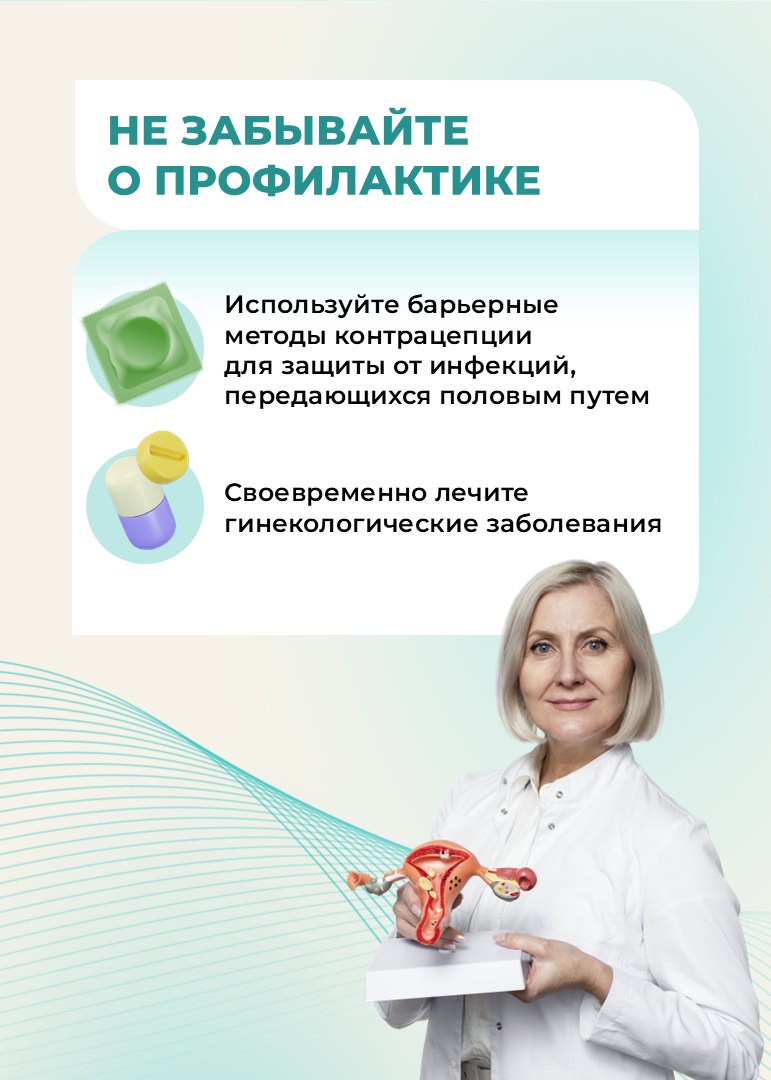 НЕ ЗАБЫВАЙТЕ
О ПРОФИЛАКТИКЕ
Используйте барьерные
методы контрацепции
для защиты от инфекций,
передающихся половым путем
Своевременно лечите
гинекологические заболевания